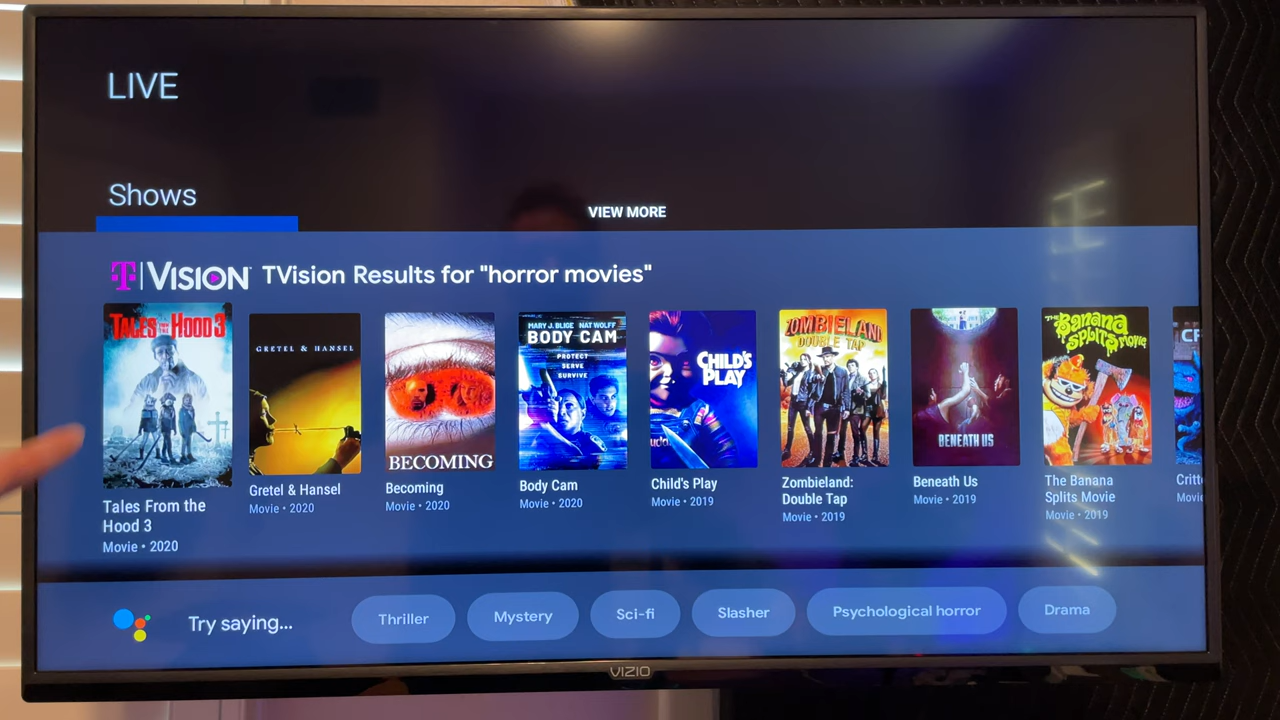 LIVE
Shows
VIEW MORE
T VISION TVision Results for "horror movies"
TALES FROM THE HOOD 3
GRETEL & HANSEL
BECOMING
MARY J. BLIGE NAT WOLFF
BODY CAM
PROTECT
SERVE
SURVIVE
CHILD'S
PLAY
ZOMBIELAND
DOUBLE TAP
BENEATH US
THE Banana
Splits MOVIE
Tales From the
Hood 3
Movie • 2020
Gretel & Hansel
Movie • 2020
Becoming
Movie • 2020
Body Cam
Movie • 2020
Child's Play
Movie • 2019
Zombieland:
Double Tap
Movie • 2019
Beneath Us
Movie • 2019
The Banana
Splits Movie
Movie • 2019
Critt
Movie
Try saying...
Thriller
Mystery
Sci-fi
Slasher
Psychological horror
Drama
VIZIO